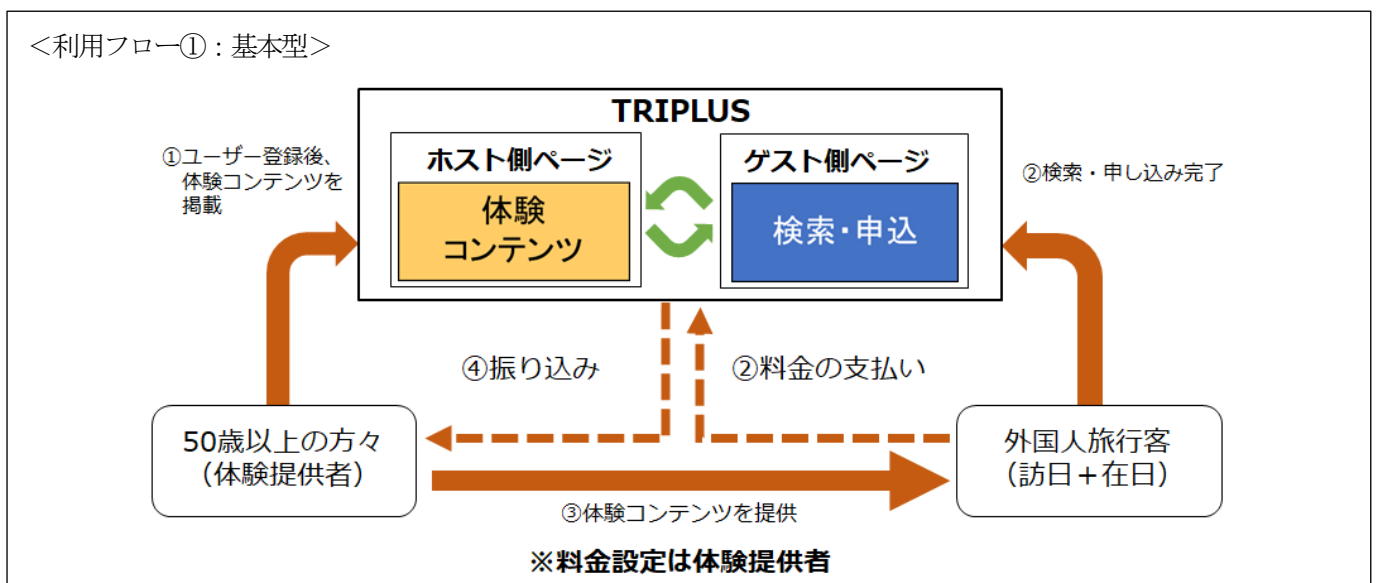 <利用フロー①：基本型>
TRIPLUS
①ユーザー登録後、
体験コンテンツを
掲載
ホスト側ページ
体験
コンテンツ
ゲスト側ページ
検索・申込
②検索・申し込み完了
④振り込み
②料金の支払い
50歳以上の方々
（体験提供者）
外国人旅行客
（訪日＋在日）
③体験コンテンツを提供
※料金設定は体験提供者